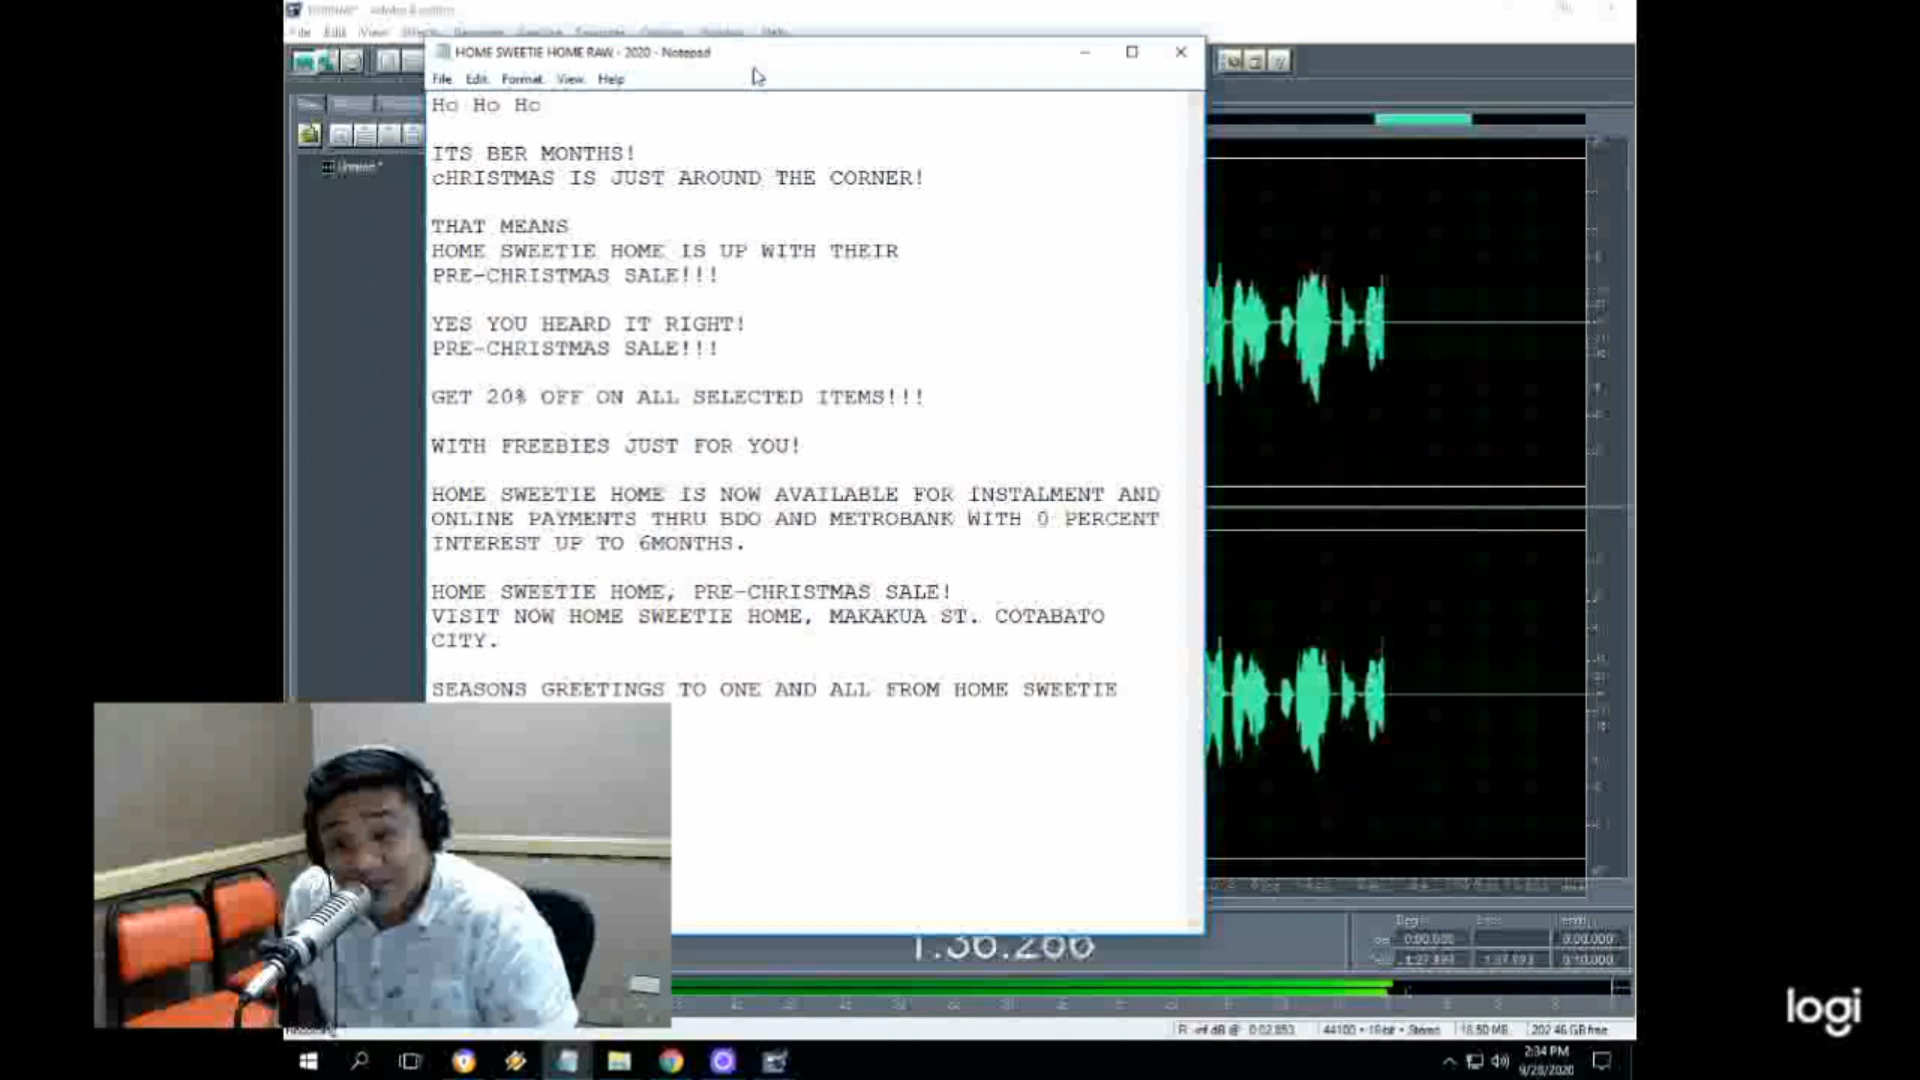 HOME SWEETIE HOME RAW - 2020 - Notepad
File Edit Format View Help
Ho Ho Ho
ITS BER MONTHS!
cHRISTMAS IS JUST AROUND THE CORNER!
THAT MEANS
HOME SWEETIE HOME IS UP WITH THEIR
PRE-CHRISTMAS SALE!!!
YES YOU HEARD IT RIGHT!
PRE-CHRISTMAS SALE!!!
GET 20% OFF ON ALL SELECTED ITEMS!!!
WITH FREEBIES JUST FOR YOU!
HOME SWEETIE HOME IS NOW AVAILABLE FOR INSTALMENT AND
ONLINE PAYMENTS THRU BDO AND METROBANK WITH 0 PERCENT
INTEREST UP TO 6MONTHS.
HOME SWEETIE HOME, PRE-CHRISTMAS SALE!
VISIT NOW HOME SWEETIE HOME, MAKAKUA ST. COTABATO
CITY.
SEASONS GREETINGS TO ONE AND ALL FROM HOME SWEETIE
1:36.266
logi
2:34 PM
9/28/2020